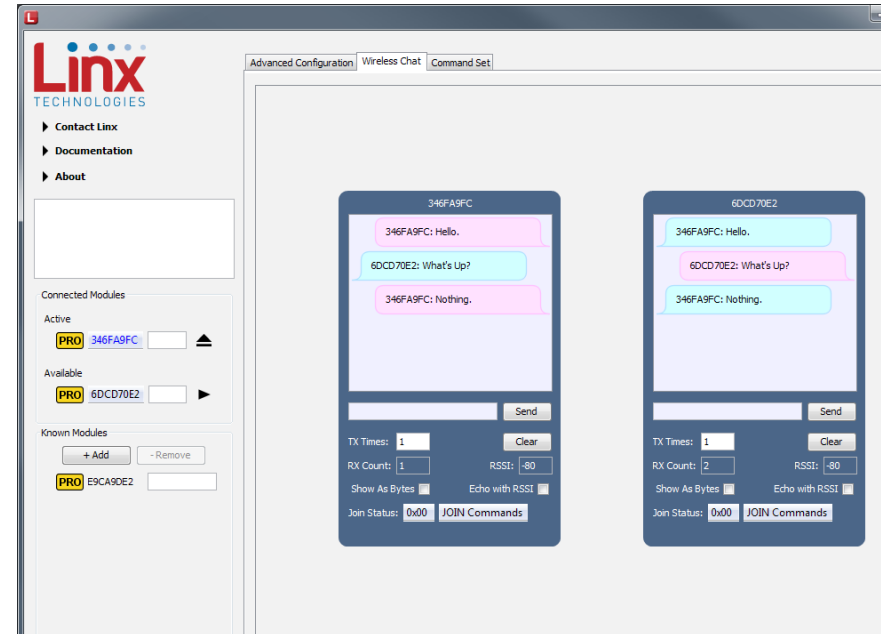 L
Linx
TECHNOLOGIES
Contact Linx
Documentation
About
Connected Modules
Active
PRO 346FA9FC
Available
PRO 6DCD70E2
Known Modules
+ Add - Remove
PRO E9CA9DE2
Advanced Configuration Wireless Chat Command Set
346FA9FC
346FA9FC: Hello.
6DCD70E2: What's Up?
346FA9FC: Nothing.
Send
TX Times: 1 Clear
RX Count: 1 RSSI: -80
Show As Bytes Echo with RSSI
Join Status: 0x00 JOIN Commands
6DCD70E2
346FA9FC: Hello.
6DCD70E2: What's Up?
346FA9FC: Nothing.
Send
TX Times: 1 Clear
RX Count: 2 RSSI: -80
Show As Bytes Echo with RSSI
Join Status: 0x00 JOIN Commands